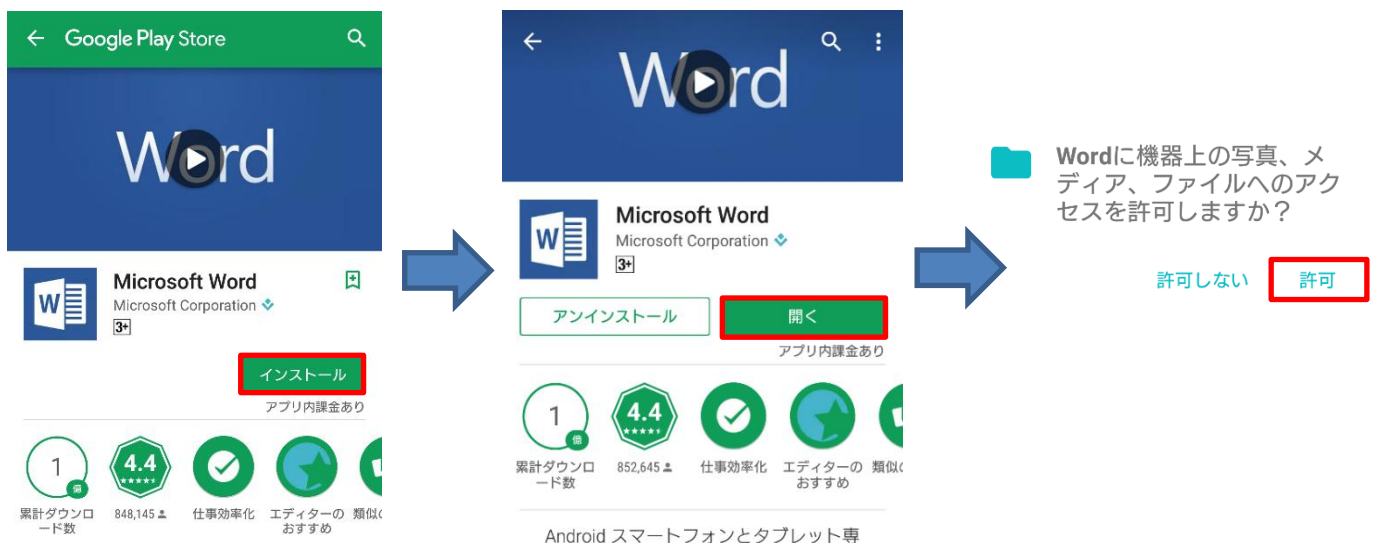 Google Play Store
Word
Microsoft Word
Microsoft Corporation
3+
インストール
アプリ内課金あり
1
億
4.4
累計ダウンロ
ード数
848,145
仕事効率化
エディターの
おすすめ
Word
Microsoft Word
Microsoft Corporation
3+
アンインストール
開く
アプリ内課金あり
1
億
4.4
累計ダウンロ
ード数
852,645
仕事効率化
エディターの
おすすめ
Android スマートフォンとタブレット専
Wordに機器上の写真、メ
ディア、ファイルへのアク
セスを許可しますか？
許可しない
許可